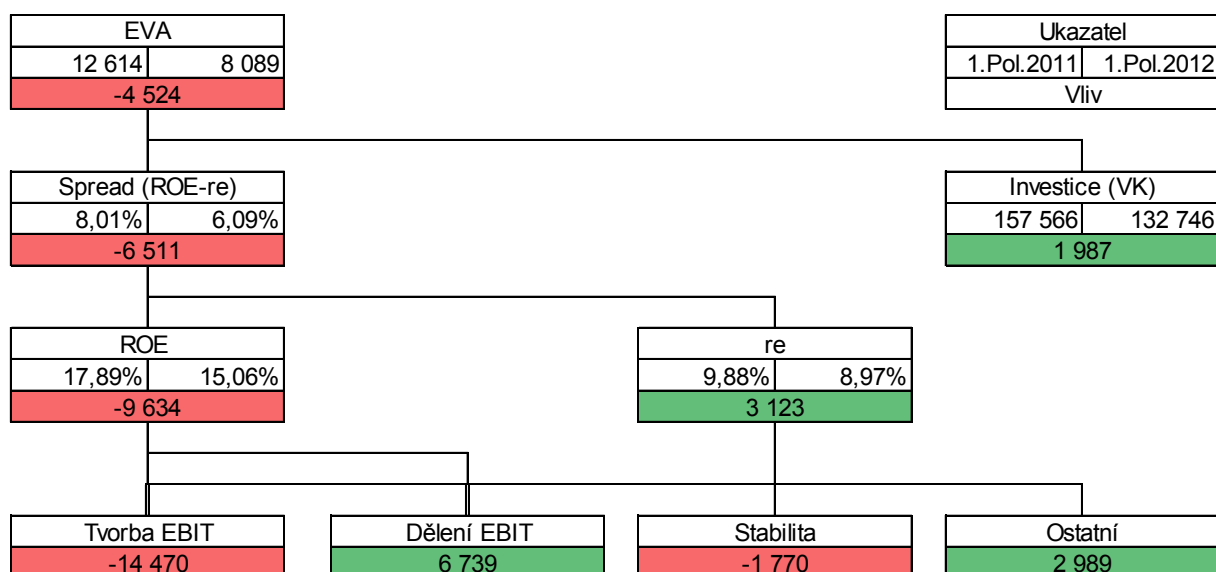 EVA
12 614 8 089
-4 524
Ukazatel
1.Pol.2011 1.Pol.2012
Vliv
Spread (ROE-re)
8,01% 6,09%
-6 511
Investice (VK)
157 566 132 746
1 987
ROE
17,89% 15,06%
-9 634
re
9,88% 8,97%
3 123
Tvorba EBIT
-14 470
Dělení EBIT
6 739
Stabilita
-1 770
Ostatní
2 989